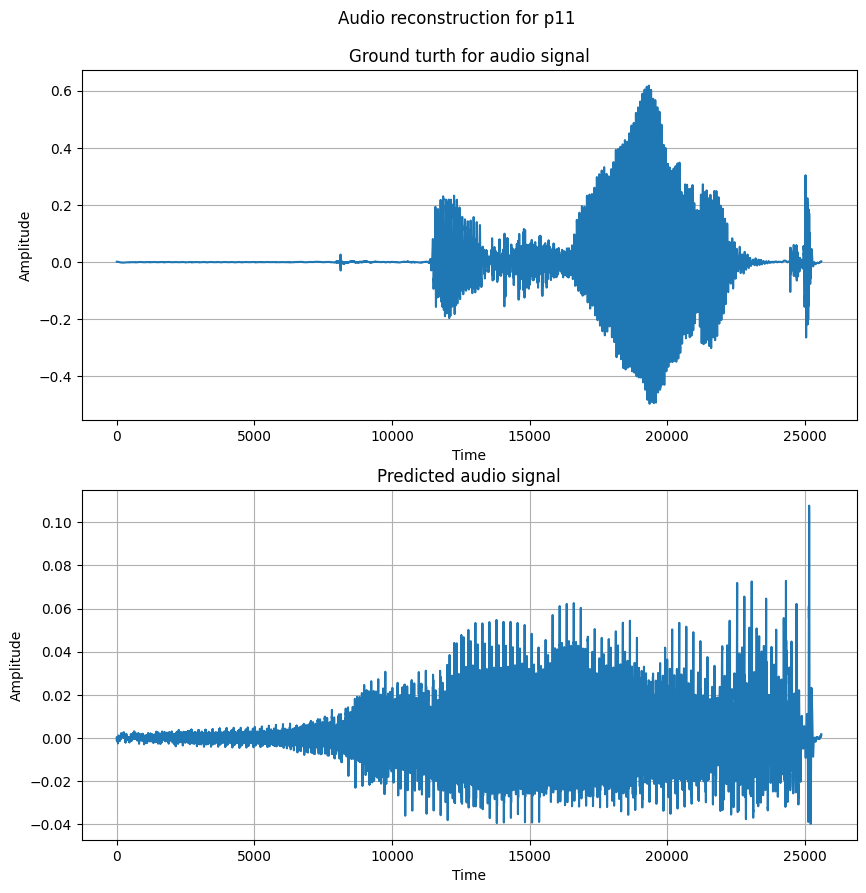 Audio reconstruction for p11
Ground turth for audio signal
0.6
0.4
0.2
0.0
−0.2
−0.4
Amplitude
0 5000 10000 15000 20000 25000
Time
Predicted audio signal
0.10
0.08
0.06
0.04
0.02
0.00
−0.02
−0.04
Amplitude
0 5000 10000 15000 20000 25000
Time